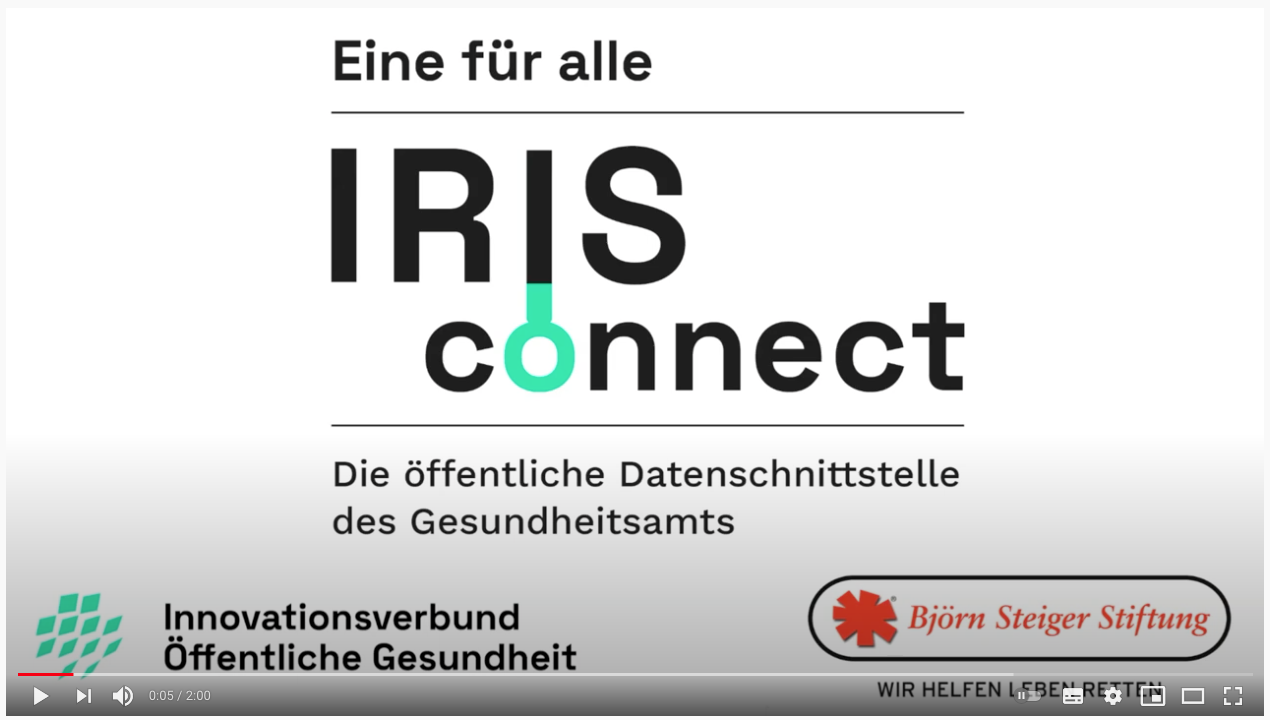 Eine für alle
IRIS
connect
Die öffentliche Datenschnittstelle
des Gesundheitsamts
Innovationsverbund
Öffentliche Gesundheit
Björn Steiger Stiftung
WIR HELFEN LEBEN RETTEN
0:05 / 2:00